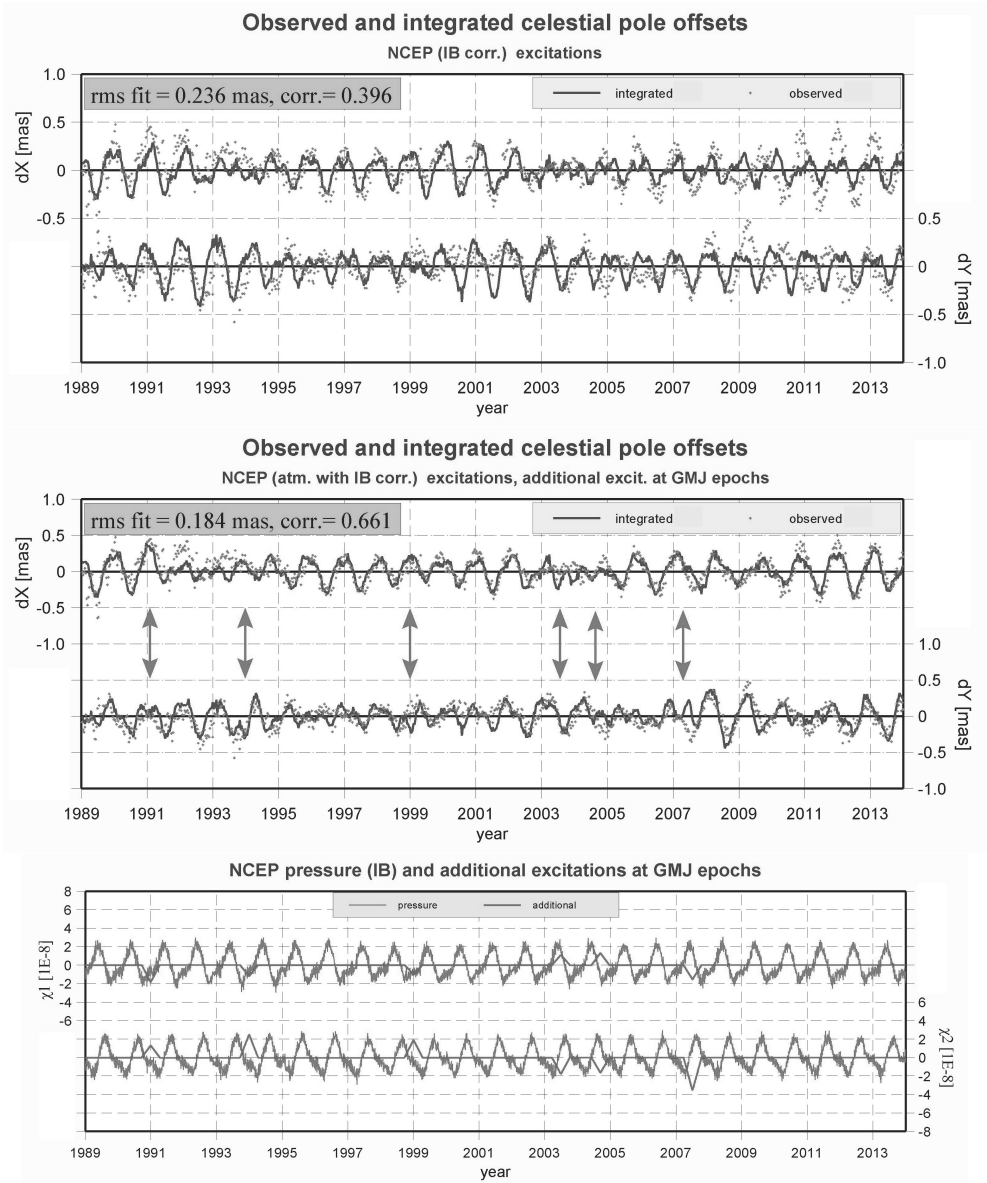 Observed and integrated celestial pole offsets
NCEP (IB corr.) excitations
rms fit = 0.236 mas, corr.= 0.396
integrated
observed
1.0
0.5
0
-0.5
dX [mas]
0.5
0
-0.5
-1.0
dY [mas]
1989 1991 1993 1995 1997 1999 2001 2003 2005 2007 2009 2011 2013
year
Observed and integrated celestial pole offsets
NCEP (atm. with IB corr.) excitations, additional excit. at GMJ epochs
rms fit = 0.184 mas, corr.= 0.661
integrated
observed
1.0
0.5
0
-0.5
-1.0
dX [mas]
1.0
0.5
0
-0.5
-1.0
dY [mas]
1989 1991 1993 1995 1997 1999 2001 2003 2005 2007 2009 2011 2013
year
NCEP pressure (IB) and additional excitations at GMJ epochs
pressure
additional
8
6
4
2
0
-2
-4
-6
χ1 [1E-8]
6
4
2
0
-2
-4
-6
-8
χ2 [1E-8]
1989 1991 1993 1995 1997 1999 2001 2003 2005 2007 2009 2011 2013
year